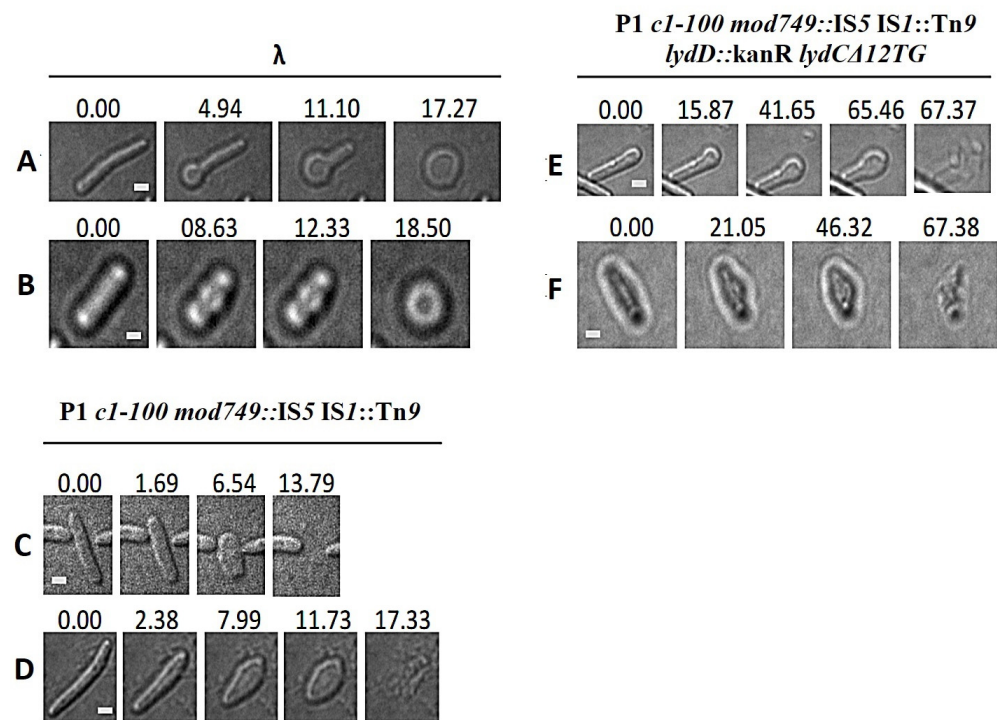 λ
0.00 4.94 11.10 17.27
A
0.00 08.63 12.33 18.50
B
P1 c1-100 mod749::IS5 IS1::Tn9
lydD::kanR lydCΔ12TG
0.00 15.87 41.65 65.46 67.37
E
0.00 21.05 46.32 67.38
F
P1 c1-100 mod749::IS5 IS1::Tn9
0.00 1.69 6.54 13.79
C
0.00 2.38 7.99 11.73 17.33
D